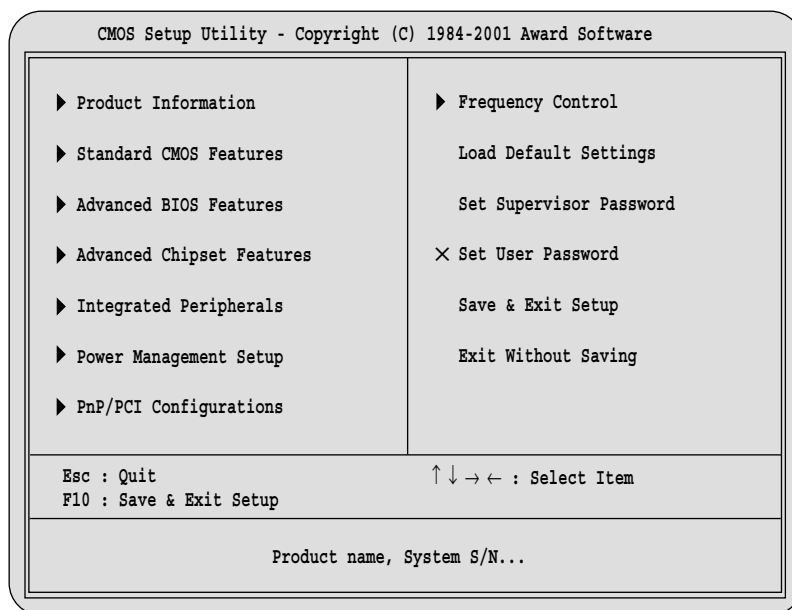 CMOS Setup Utility - Copyright (C) 1984-2001 Award Software
▶ Product Information
▶ Standard CMOS Features
▶ Advanced BIOS Features
▶ Advanced Chipset Features
▶ Integrated Peripherals
▶ Power Management Setup
▶ PnP/PCI Configurations
▶ Frequency Control
Load Default Settings
Set Supervisor Password
× Set User Password
Save & Exit Setup
Exit Without Saving
Esc : Quit
F10 : Save & Exit Setup
↑ ↓ → ← : Select Item
Product name, System S/N...